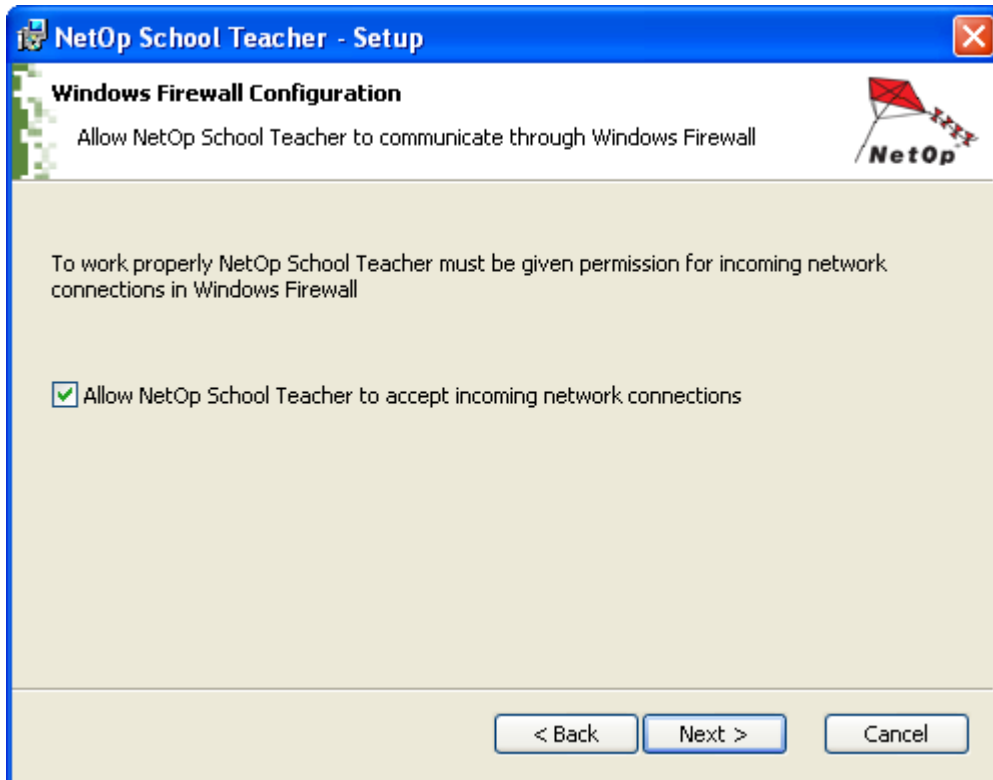 NetOp School Teacher - Setup
Windows Firewall Configuration
Allow NetOp School Teacher to communicate through Windows Firewall
NetOp
To work properly NetOp School Teacher must be given permission for incoming network
connections in Windows Firewall
Allow NetOp School Teacher to accept incoming network connections
< Back
Next >
Cancel